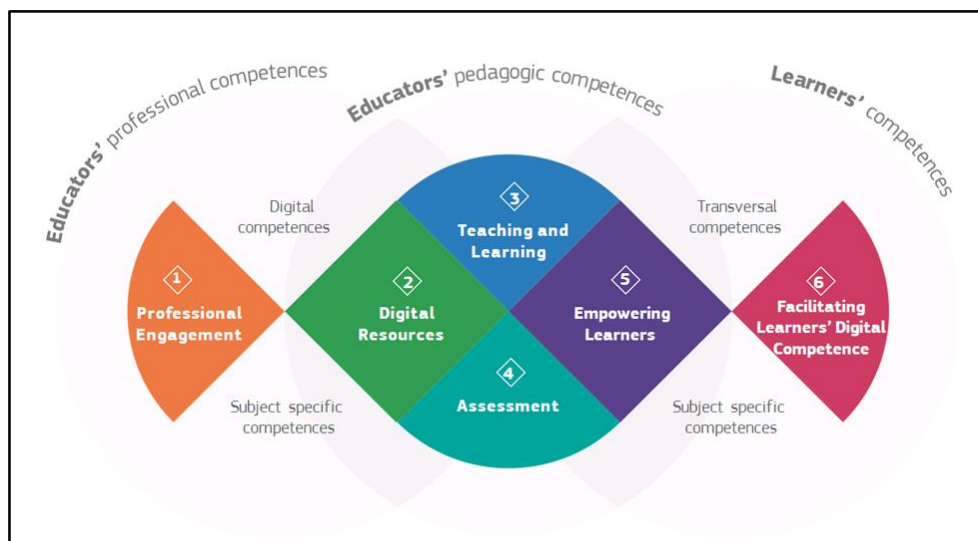 Educators' professional competences
Educators' pedagogic competences
Learners' competences
Digital
competences
Transversal
competences
3
Teaching and
Learning
1
Professional
Engagement
2
Digital
Resources
5
Empowering
Learners
6
Facilitating
Learners' Digital
Competence
4
Assessment
Subject specific
competences
Subject specific
competences